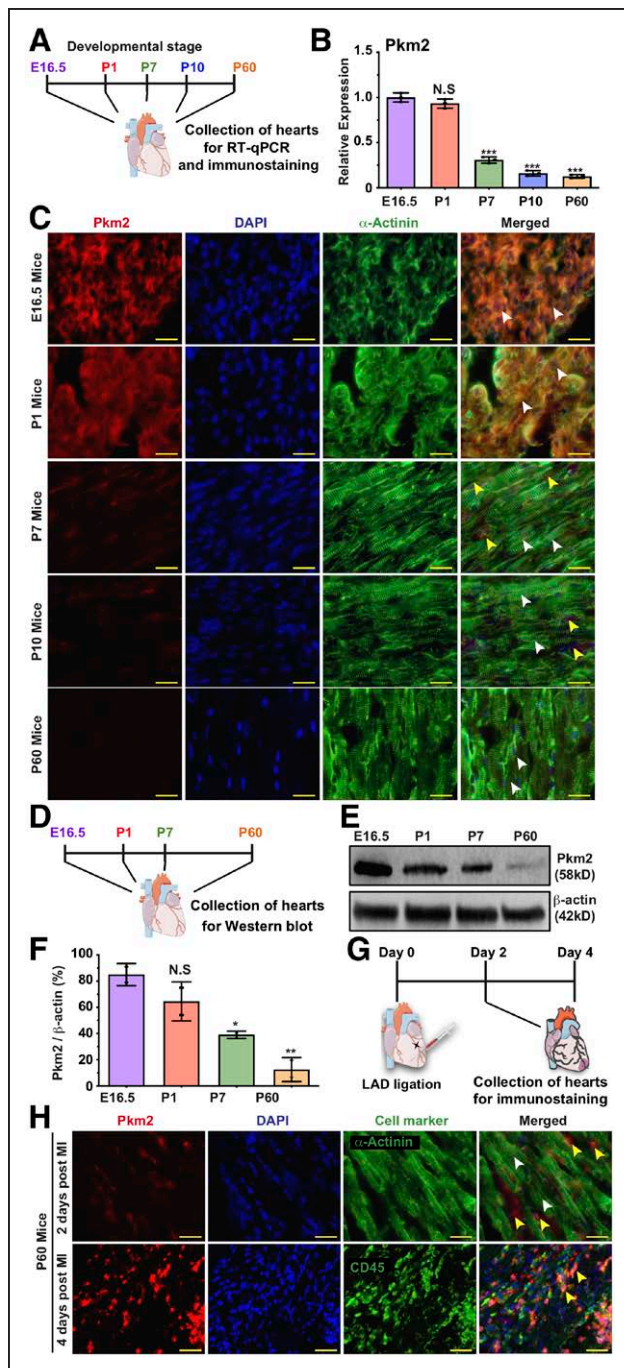 A
Developmental stage
E16.5 P1 P7 P10 P60
Collection of hearts
for RT-qPCR
and immunostaining
B
Pkm2
Relative Expression
1.5
1.0
0.5
0.0
N.S
***
***
***
E16.5 P1 P7 P10 P60
C
Pkm2 DAPI α-Actinin Merged
E16.5 Mice
P1 Mice
P7 Mice
P10 Mice
P60 Mice
D
E16.5 P1 P7 P60
Collection of hearts
for Western blot
E
E16.5 P1 P7 P60
Pkm2
(58kD)
β-actin
(42kD)
F
Pkm2 / β-actin (%)
100
80
60
40
20
0
N.S
*
**
E16.5 P1 P7 P60
G
Day 0 Day 2 Day 4
LAD ligation
Collection of hearts
for immunostaining
H
Pkm2 DAPI Cell marker Merged
α-Actinin
CD45
P60 Mice
2 days post MI
4 days post MI